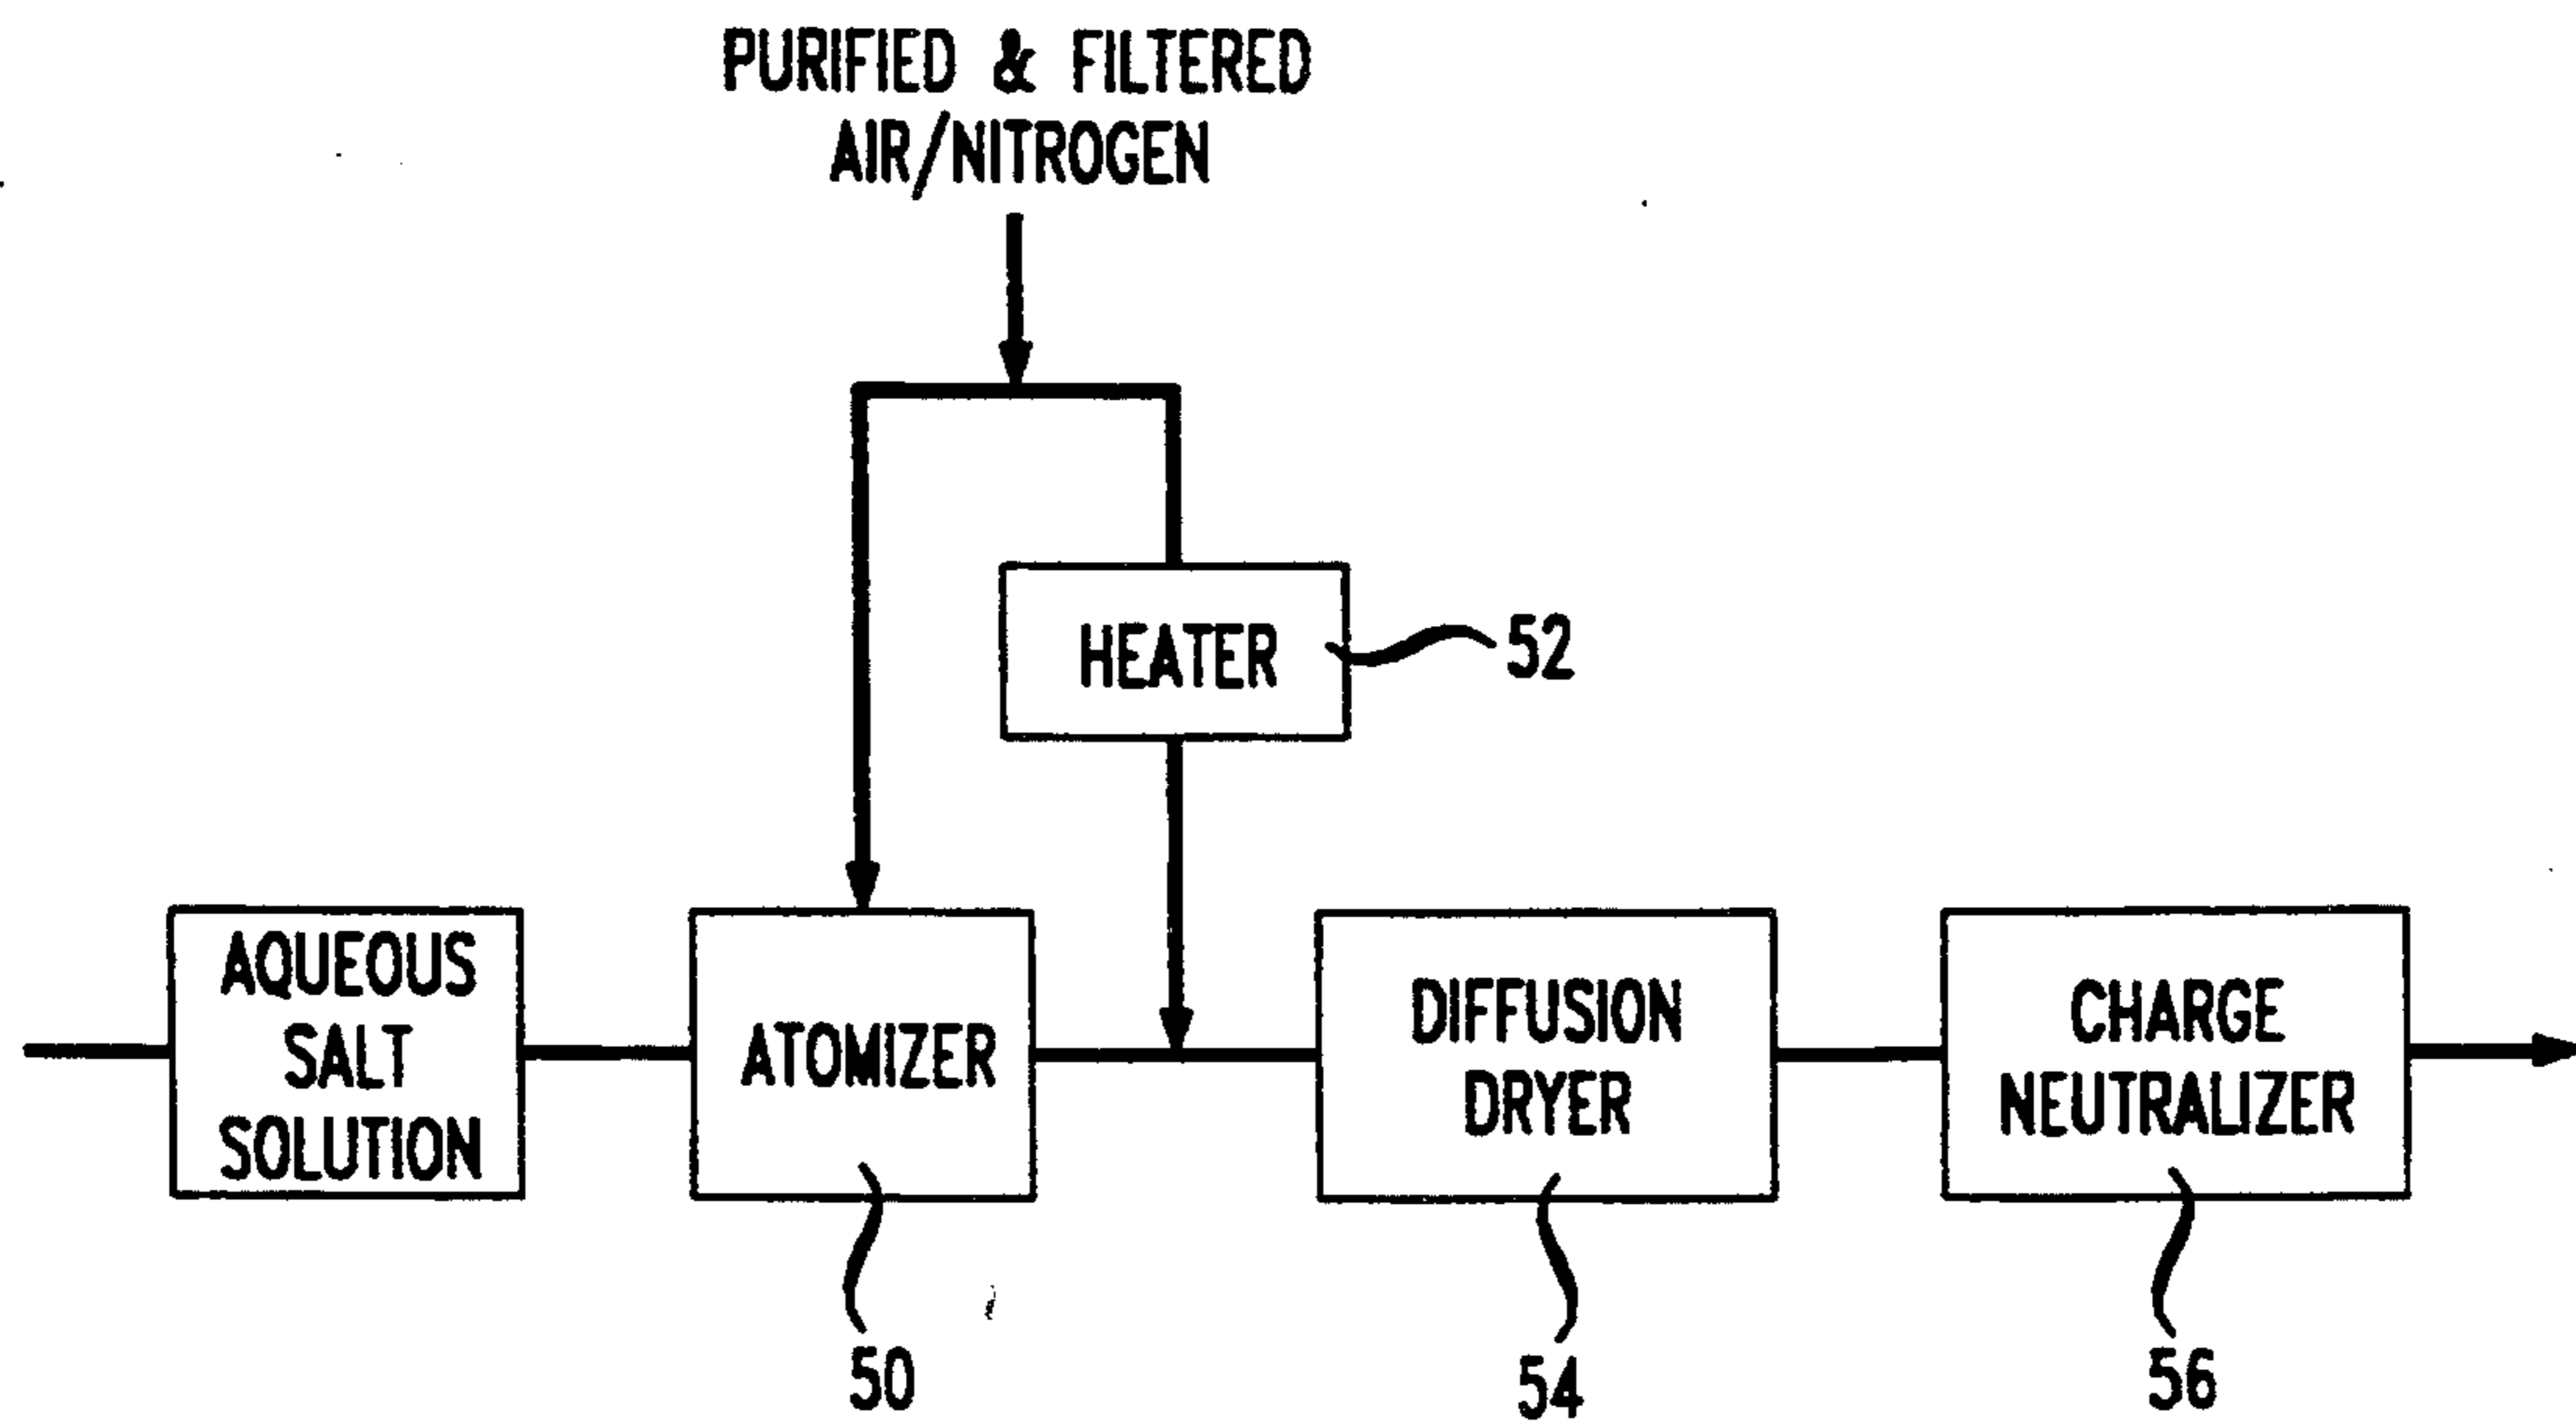 PURIFIED & FILTERED
AIR/NITROGEN
HEATER
52
AQUEOUS
SALT
SOLUTION
ATOMIZER
DIFFUSION
DRYER
CHARGE
NEUTRALIZER
50
54
56